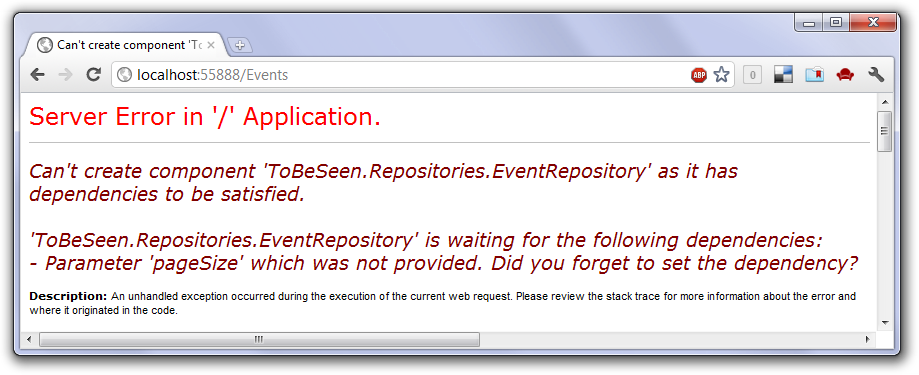 Can't create component 'To
localhost:55888/Events
ABP
0
Server Error in '/' Application.
Can't create component 'ToBeSeen.Repositories.EventRepository' as it has
dependencies to be satisfied.
'ToBeSeen.Repositories.EventRepository' is waiting for the following dependencies:
- Parameter 'pageSize' which was not provided. Did you forget to set the dependency?
Description: An unhandled exception occurred during the execution of the current web request. Please review the stack trace for more information about the error and
where it originated in the code.